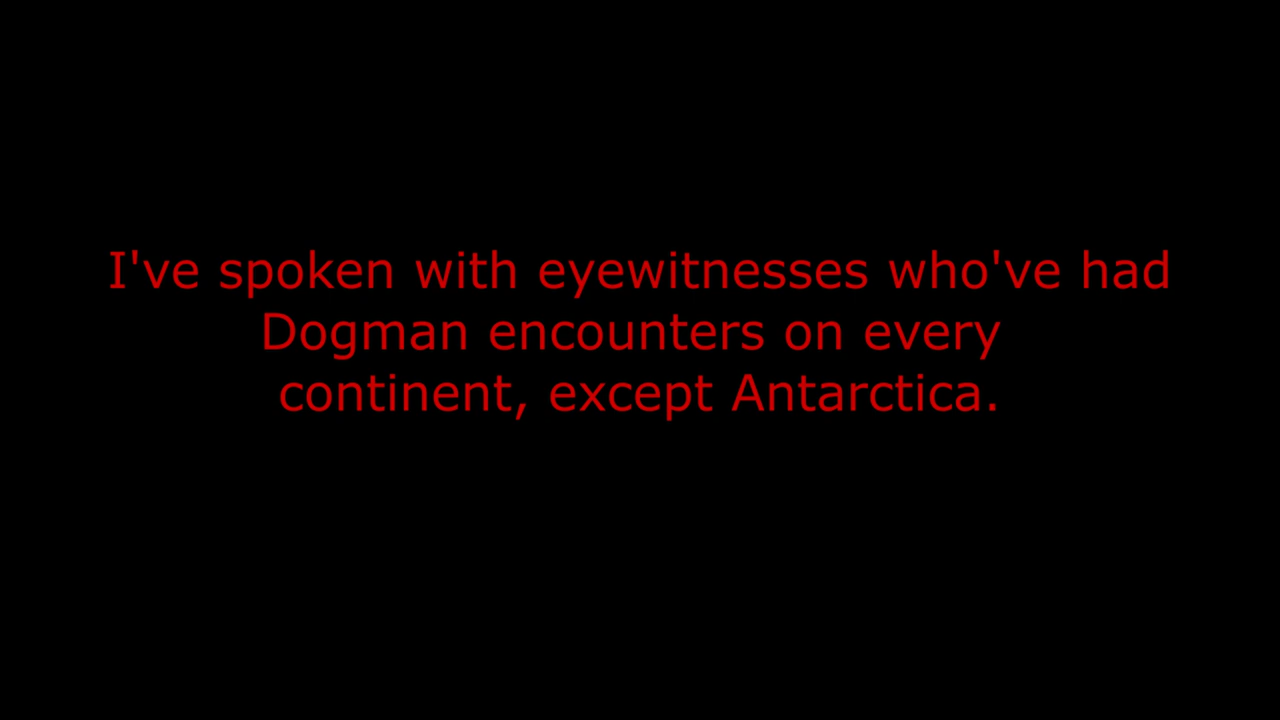 I've spoken with eyewitnesses who've had
Dogman encounters on every
continent, except Antarctica.